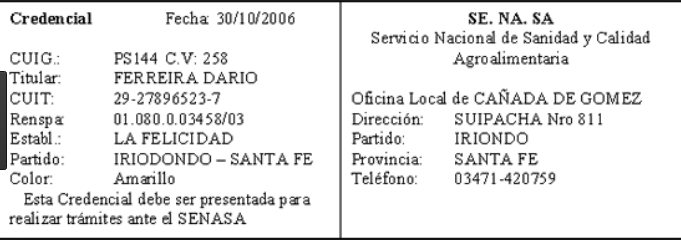 Credencial Fecha: 30/10/2006
CUIG.: PS144 C.V: 258
Titular: FERREIRA DARIO
CUIT: 29-27896523-7
Renspa: 01.080.0.03458/03
Establ.: LA FELICIDAD
Partido: IRIODONDO – SANTA FE
Color: Amarillo
Esta Credencial debe ser presentada para
realizar trámites ante el SENASA
SE. NA. SA
Servicio Nacional de Sanidad y Calidad
Agroalimentaria
Oficina Local de CAÑADA DE GOMEZ
Dirección: SUIPACHA Nro 811
Partido: IRIONDO
Provincia: SANTA FE
Teléfono: 03471-420759